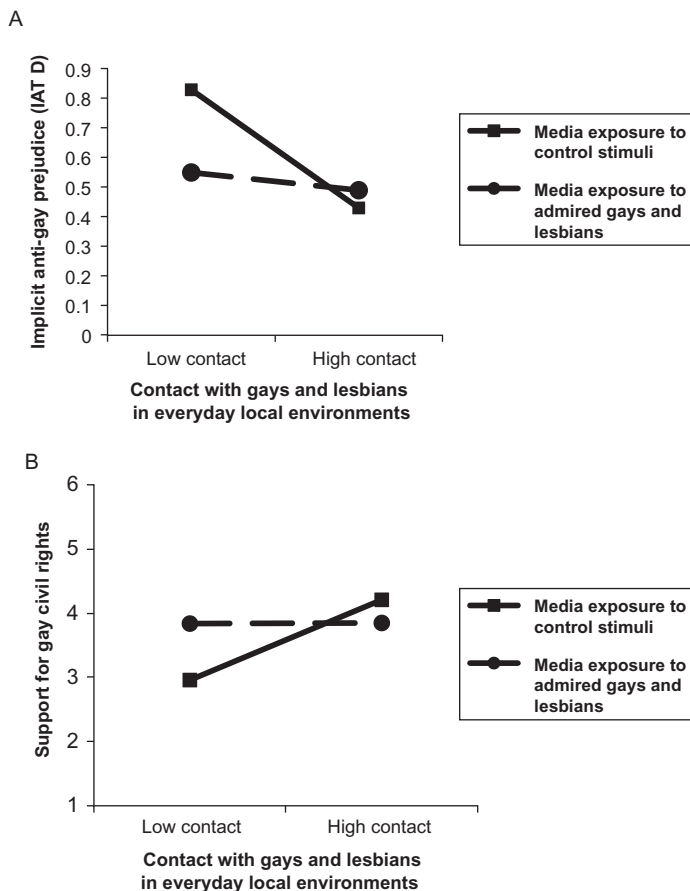 A
Implicit anti-gay prejudice (IAT D)
0.9
0.8
0.7
0.6
0.5
0.4
0.3
0.2
0.1
0
Low contact High contact
Contact with gays and lesbians
in everyday local environments
Media exposure to
control stimuli
Media exposure to
admired gays and
lesbians
B
Support for gay civil rights
6
5
4
3
2
1
Low contact High contact
Contact with gays and lesbians
in everyday local environments
Media exposure to
control stimuli
Media exposure to
admired gays and
lesbians